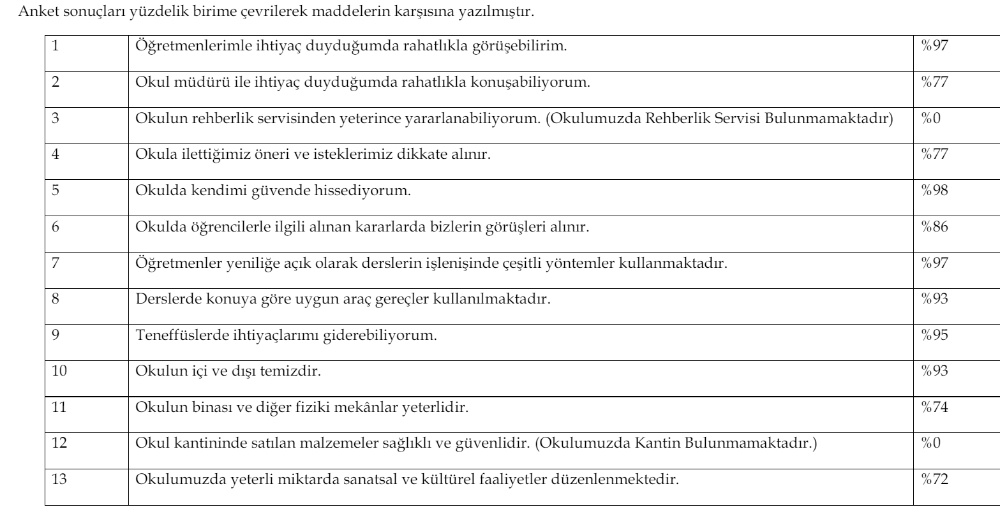 Anket sonuçları yüzdelik birime çevrilerek maddelerin karşısına yazılmıştır.
1 Öğretmenlerimle ihtiyaç duyduğumda rahatlıkla görüşebilirim. %97
2 Okul müdürü ile ihtiyaç duyduğumda rahatlıkla konuşabiliyorum. %77
3 Okulun rehberlik servisinden yeterince yararlanabiliyorum. (Okulumuzda Rehberlik Servisi Bulunmamaktadır) %0
4 Okula ilettiğimiz öneri ve isteklerimiz dikkate alınır. %77
5 Okulda kendimi güvende hissediyorum. %98
6 Okulda öğrencilerle ilgili alınan kararlarda bizlerin görüşleri alınır. %86
7 Öğretmenler yeniliğe açık olarak derslerin işlenişinde çeşitli yöntemler kullanmaktadır. %97
8 Derslerde konuya göre uygun araç gereçler kullanılmaktadır. %93
9 Teneffüslerde ihtiyaçlarımı giderebiliyorum. %95
10 Okulun içi ve dışı temizdir. %93
11 Okulun binası ve diğer fiziki mekânlar yeterlidir. %74
12 Okul kantininde satılan malzemeler sağlıklı ve güvenlidir. (Okulumuzda Kantin Bulunmamaktadır.) %0
13 Okulumuzda yeterli miktarda sanatsal ve kültürel faaliyetler düzenlenmektedir. %72